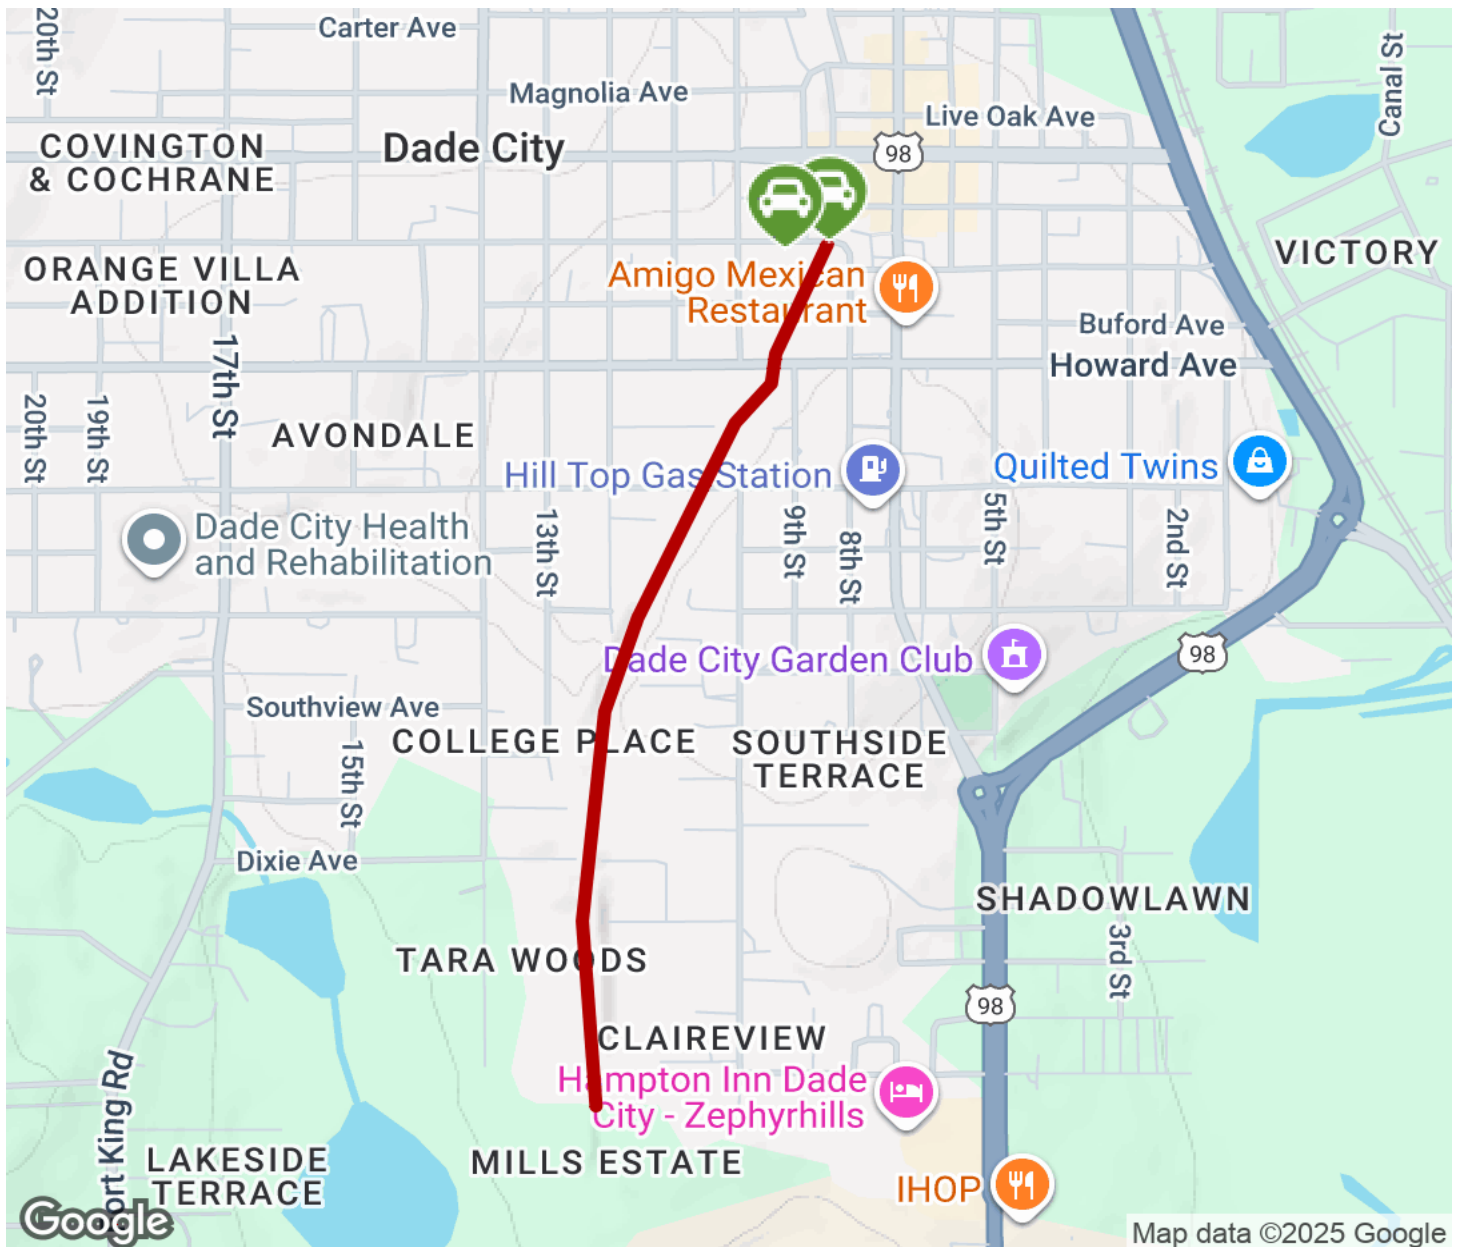 20th St
Carter Ave
Canal St
Magnolia Ave
Live Oak Ave
COVINGTON
& COCHRANE
Dade City
98
VICTORY
ORANGE VILLA
ADDITION
Amigo Mexican
Restaurant
Buford Ave
Howard Ave
17th St
20th St
19th St
AVONDALE
Hill Top Gas Station
Quilted Twins
Dade City Health
and Rehabilitation
13th St
9th St
8th St
5th St
2nd St
Dade City Garden Club
98
Southview Ave
COLLEGE PLACE
SOUTHSIDE
TERRACE
15th St
Dixie Ave
SHADOWLAWN
TARA WOODS
3rd St
98
CLAIREVIEW
Hampton Inn Dade
City - Zephyrhills
Fort King Rd
LAKESIDE
TERRACE
MILLS ESTATE
IHOP
Google
Map data ©2025 Google